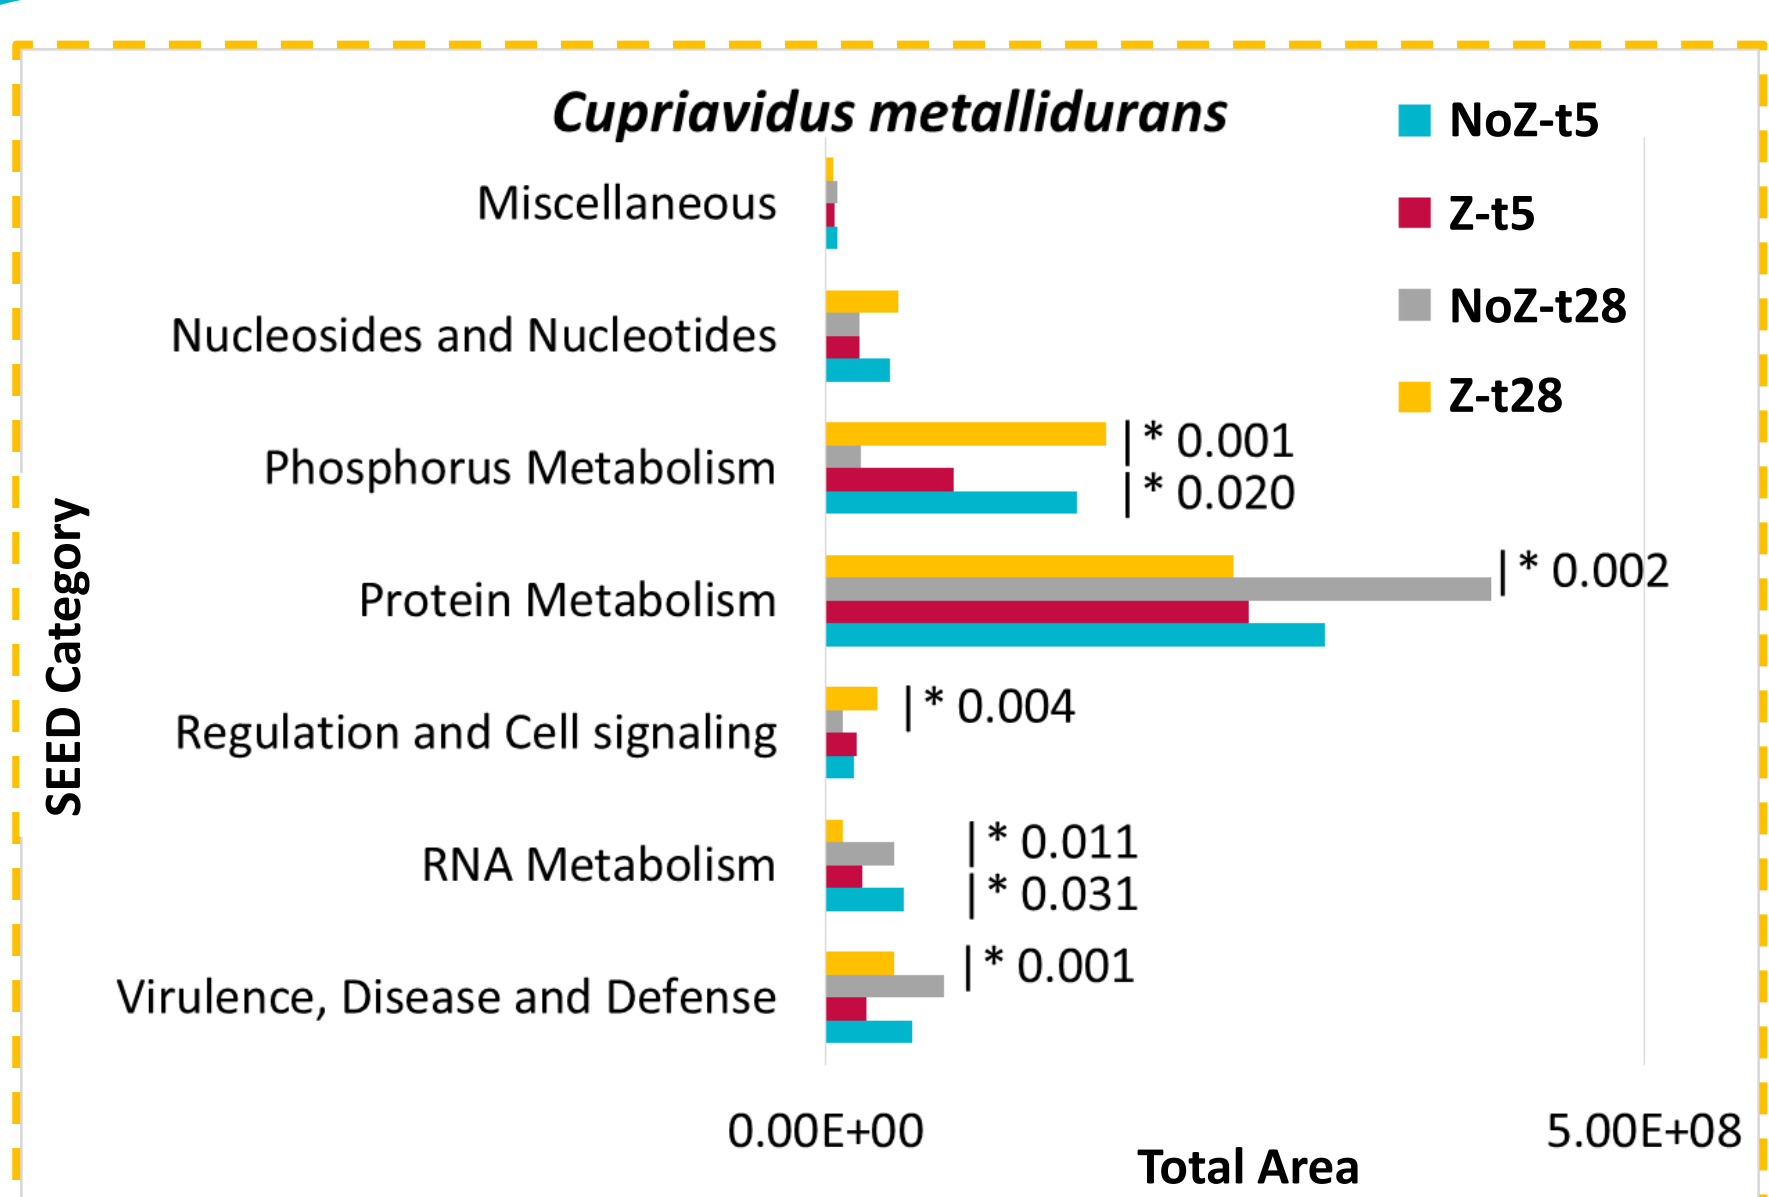 Cupriavidus metallidurans
NoZ-t5
Z-t5
NoZ-t28
Z-t28
SEED Category
Miscellaneous
Nucleosides and Nucleotides
Phosphorus Metabolism
|* 0.001
|* 0.020
Protein Metabolism
|* 0.002
Regulation and Cell signaling
|* 0.004
RNA Metabolism
|* 0.011
|* 0.031
Virulence, Disease and Defense
|* 0.001
0.00E+00
5.00E+08
Total Area